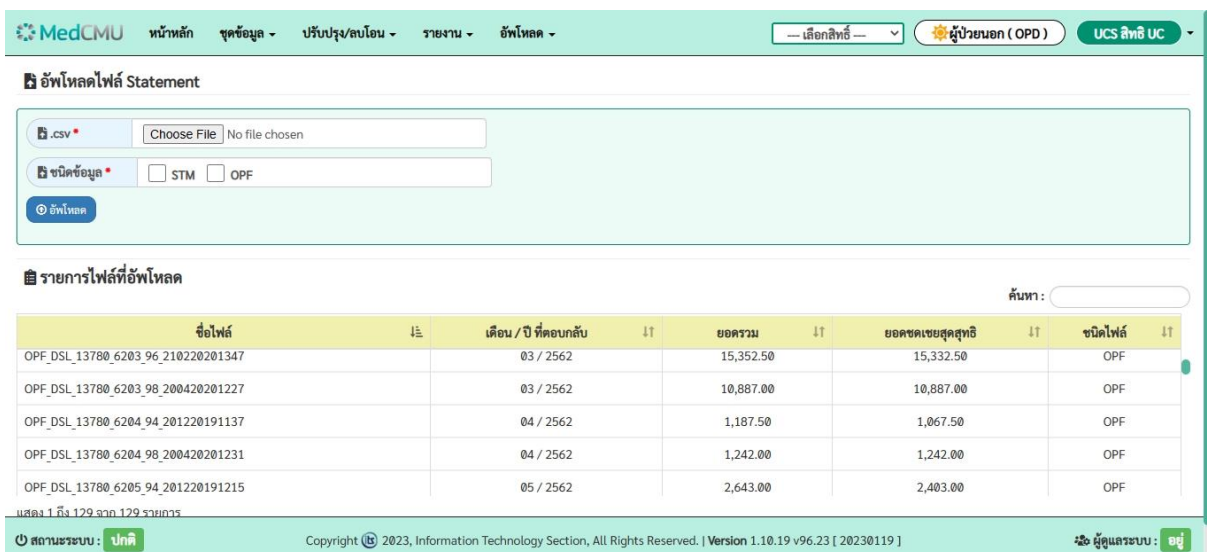 MedCMU หน้าหลัก ชุดข้อมูล ปรับปรุง/ลบโอน รายงาน อัพโหลด --- เลือกสิทธิ์ --- ผู้ป่วยนอก ( OPD ) UCS สิทธิ UC
อัพโหลดไฟล์ Statement
.csv * Choose File No file chosen
ชนิดข้อมูล * STM OPF
อัพโหลด
รายการไฟล์ที่อัพโหลด
ค้นหา :
ชื่อไฟล์ เดือน / ปี ที่ตอบกลับ ยอดรวม ยอดชดเชยสุดสุทธิ ชนิดไฟล์
OPF_DSL_13780_6203_96_210220201347 03 / 2562 15,352.50 15,332.50 OPF
OPF_DSL_13780_6203_98_200420201227 03 / 2562 10,887.00 10,887.00 OPF
OPF_DSL_13780_6204_94_201220191137 04 / 2562 1,187.50 1,067.50 OPF
OPF_DSL_13780_6204_98_200420201231 04 / 2562 1,242.00 1,242.00 OPF
OPF_DSL_13780_6205_94_201220191215 05 / 2562 2,643.00 2,403.00 OPF
แสดง 1 ถึง 129 จาก 129 รายการ
สถานะระบบ : ปกติ Copyright its 2023, Information Technology Section, All Rights Reserved. | Version 1.10.19 v96.23 [ 20230119 ] ผู้ดูแลระบบ : อยู่